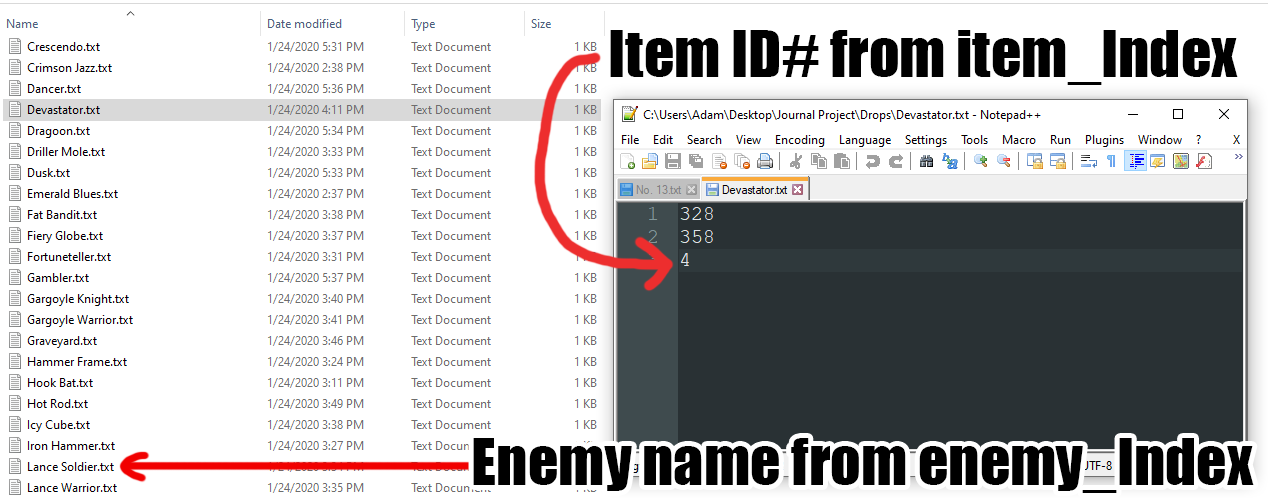 Name Date modified Type Size
Crescendo.txt 1/24/2020 5:31 PM Text Document 1 KB
Crimson Jazz.txt 1/24/2020 2:38 PM Text Document 1 KB
Dancer.txt 1/24/2020 5:36 PM Text Document 1 KB
Devastator.txt 1/24/2020 4:11 PM Text Document 1 KB
Dragoon.txt 1/24/2020 5:34 PM Text Document 1 KB
Driller Mole.txt 1/24/2020 3:33 PM Text Document 1 KB
Dusk.txt 1/24/2020 5:33 PM Text Document 1 KB
Emerald Blues.txt 1/24/2020 2:37 PM Text Document 1 KB
Fat Bandit.txt 1/24/2020 3:38 PM Text Document 1 KB
Fiery Globe.txt 1/24/2020 3:37 PM Text Document 1 KB
Fortuneteller.txt 1/24/2020 3:31 PM Text Document KB
Gambler.txt 1/24/2020 5:37 PM Text Document 1 KB
Gargoyle Knight.txt 1/24/2020 3:40 PM Text Document 1 KB
Gargoyle Warrior.txt 1/24/2020 3:41 PM Text Document 1 KB
Graveyard.txt 1/24/2020 3:46 PM Text Document 1 KB
Hammer Frame.txt 1/24/2020 3:24 PM Text Document 1 KB
Hook Bat.txt 1/24/2020 3:11 PM Text Document 1 KB
Hot Rod.txt 1/24/2020 3:49 PM Text Document 1 KB
Icy Cube.txt 1/24/2020 3:38 PM Text Document 1 KB
Iron Hammer.txt 1/24/2020 3:27 PM Text Document 1 KB
Lance Soldier.txt
Lance Warrior.txt 1/24/2020 3:35 PM Text
Item ID# from item_Index
C:\Users\Adam\Desktop\Journal Project\Drops\Devastator.txt - Notepad++
File Edit Search View Encoding Language Settings Tools Macro Run Plugins Window ? X
No. 13.txt Devastator.txt
1 328
2 358
4
UTF-8
Enemy name from enemy_Index